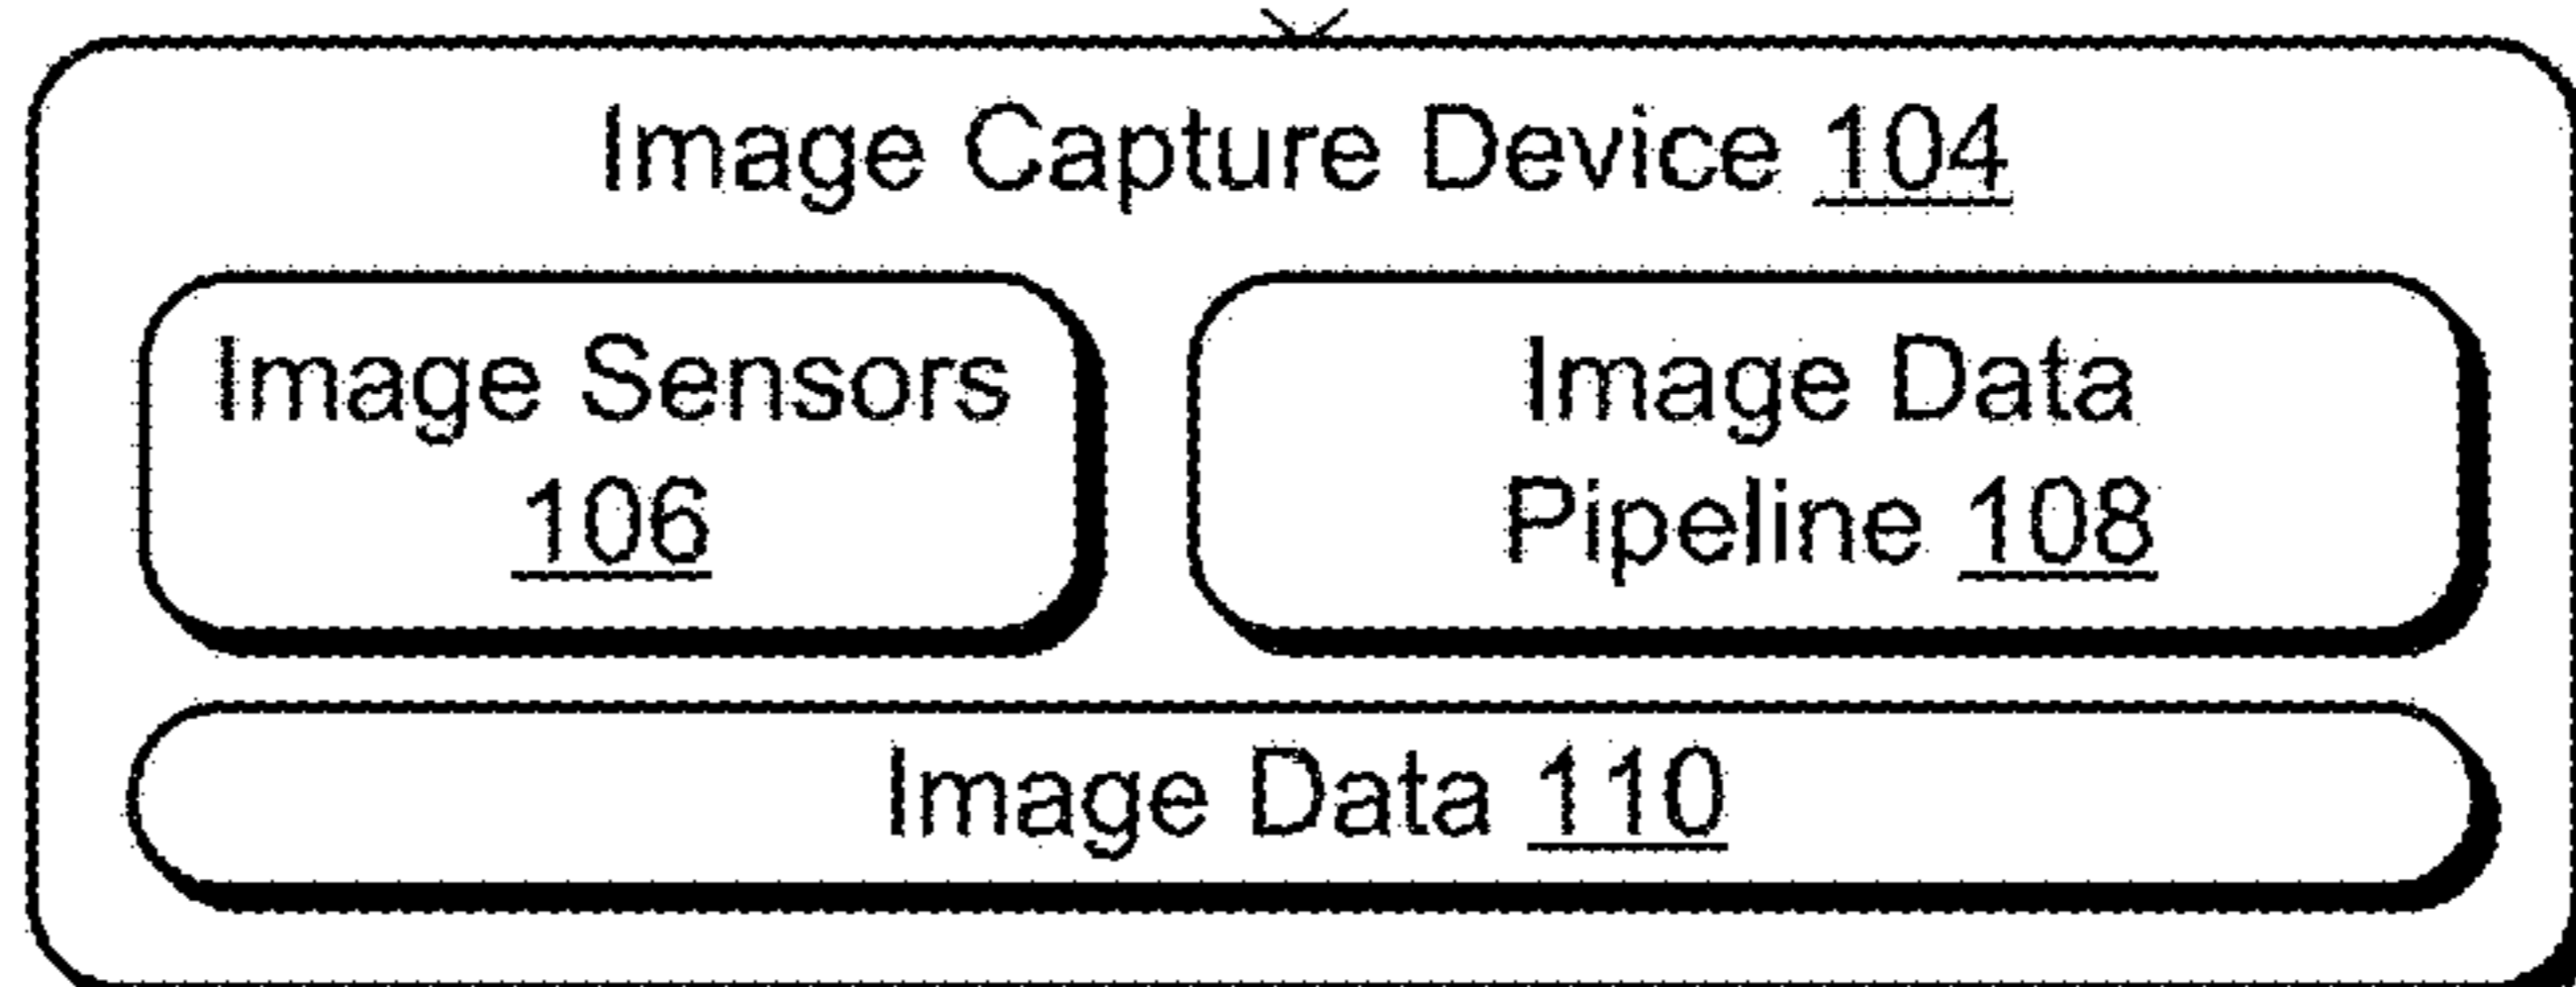 Image Capture Device 104
Image Sensors
106
Image Data
Pipeline 108
Image Data 110